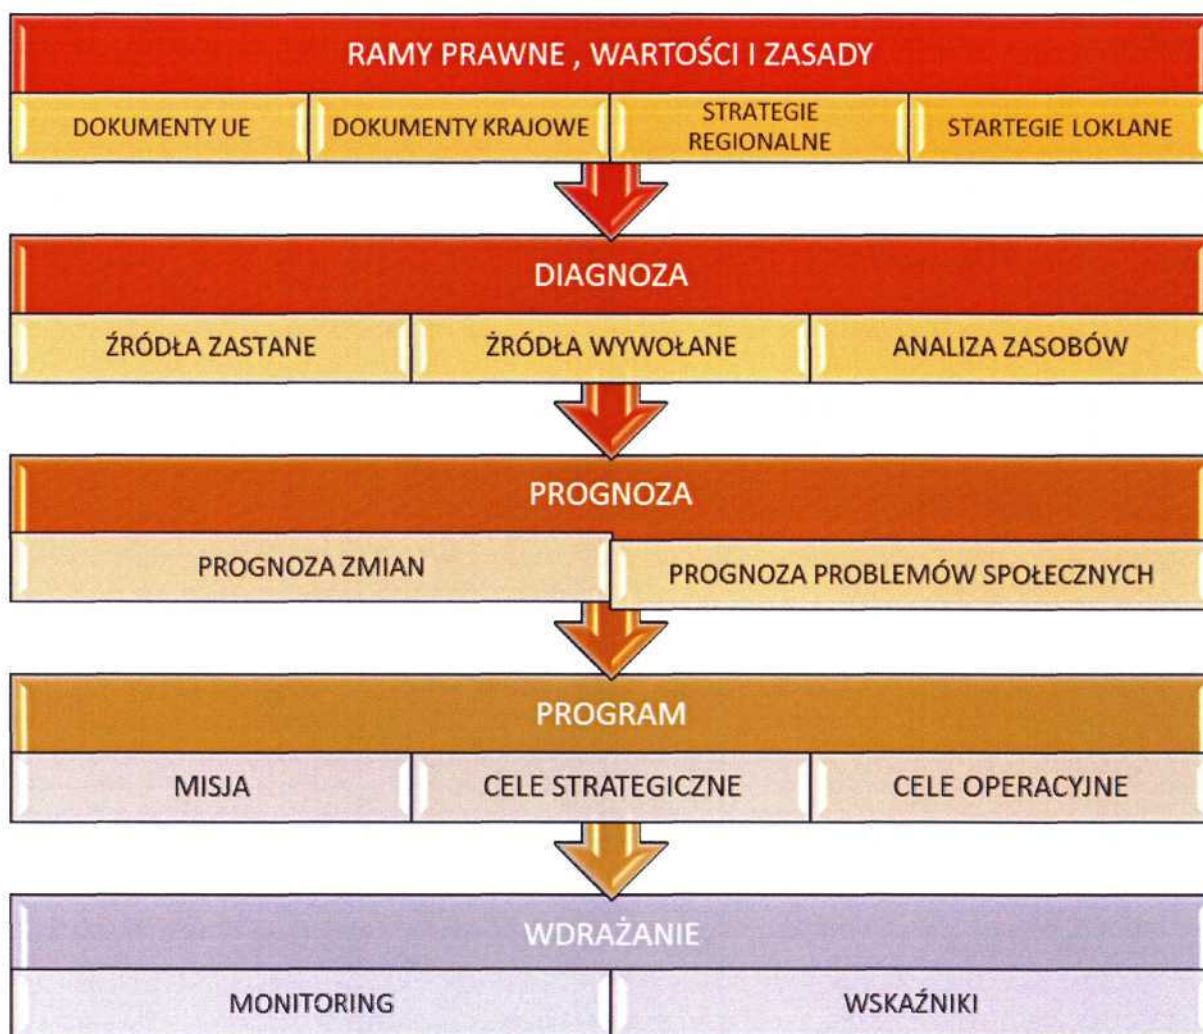 RAMY PRAWNE , WARTOŚCI I ZASADY
DOKUMENTY UE
DOKUMENTY KRAJOWE
STRATEGIE
REGIONALNE
STARTEGIE LOKLANE
DIAGNOZA
ŹRÓDŁA ZASTANE
ŻRÓDŁA WYWOŁANE
ANALIZA ZASOBÓW
PROGNOZA
PROGNOZA ZMIAN
PROGNOZA PROBLEMÓW SPOŁECZNYCH
PROGRAM
MISJA
CELE STRATEGICZNE
CELE OPERACYJNE
WDRAŻANIE
MONITORING
WSKAŹNIKI